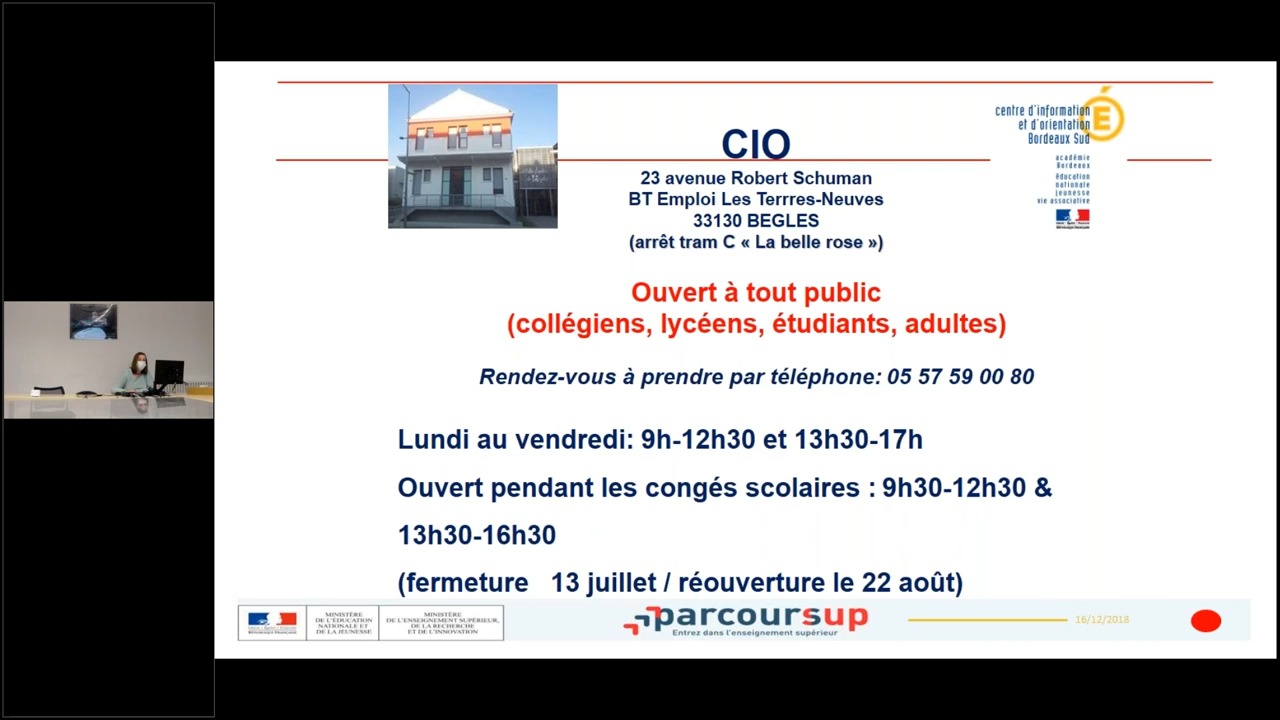 CIO
23 avenue Robert Schuman
BT Emploi Les Terrres-Neuves
33130 BEGLES
(arrêt tram C « La belle rose »)
centre d'information
et d'orientation
Bordeaux Sud
É
académie
Bordeaux
éducation
nationale
jeunesse
vie associative
Ouvert à tout public
(collégiens, lycéens, étudiants, adultes)
Rendez-vous à prendre par téléphone: 05 57 59 00 80
Lundi au vendredi: 9h-12h30 et 13h30-17h
Ouvert pendant les congés scolaires : 9h30-12h30 &
13h30-16h30
(fermeture 13 juillet / réouverture le 22 août)
RÉPUBLIQUE FRANÇAISE
MINISTÈRE
DE L'ÉDUCATION
NATIONALE ET
DE LA JEUNESSE
MINISTÈRE
DE L'ENSEIGNEMENT SUPÉRIEUR,
DE LA RECHERCHE
ET DE L'INNOVATION
parcoursup
Entrez dans l'enseignement supérieur
16/12/2018